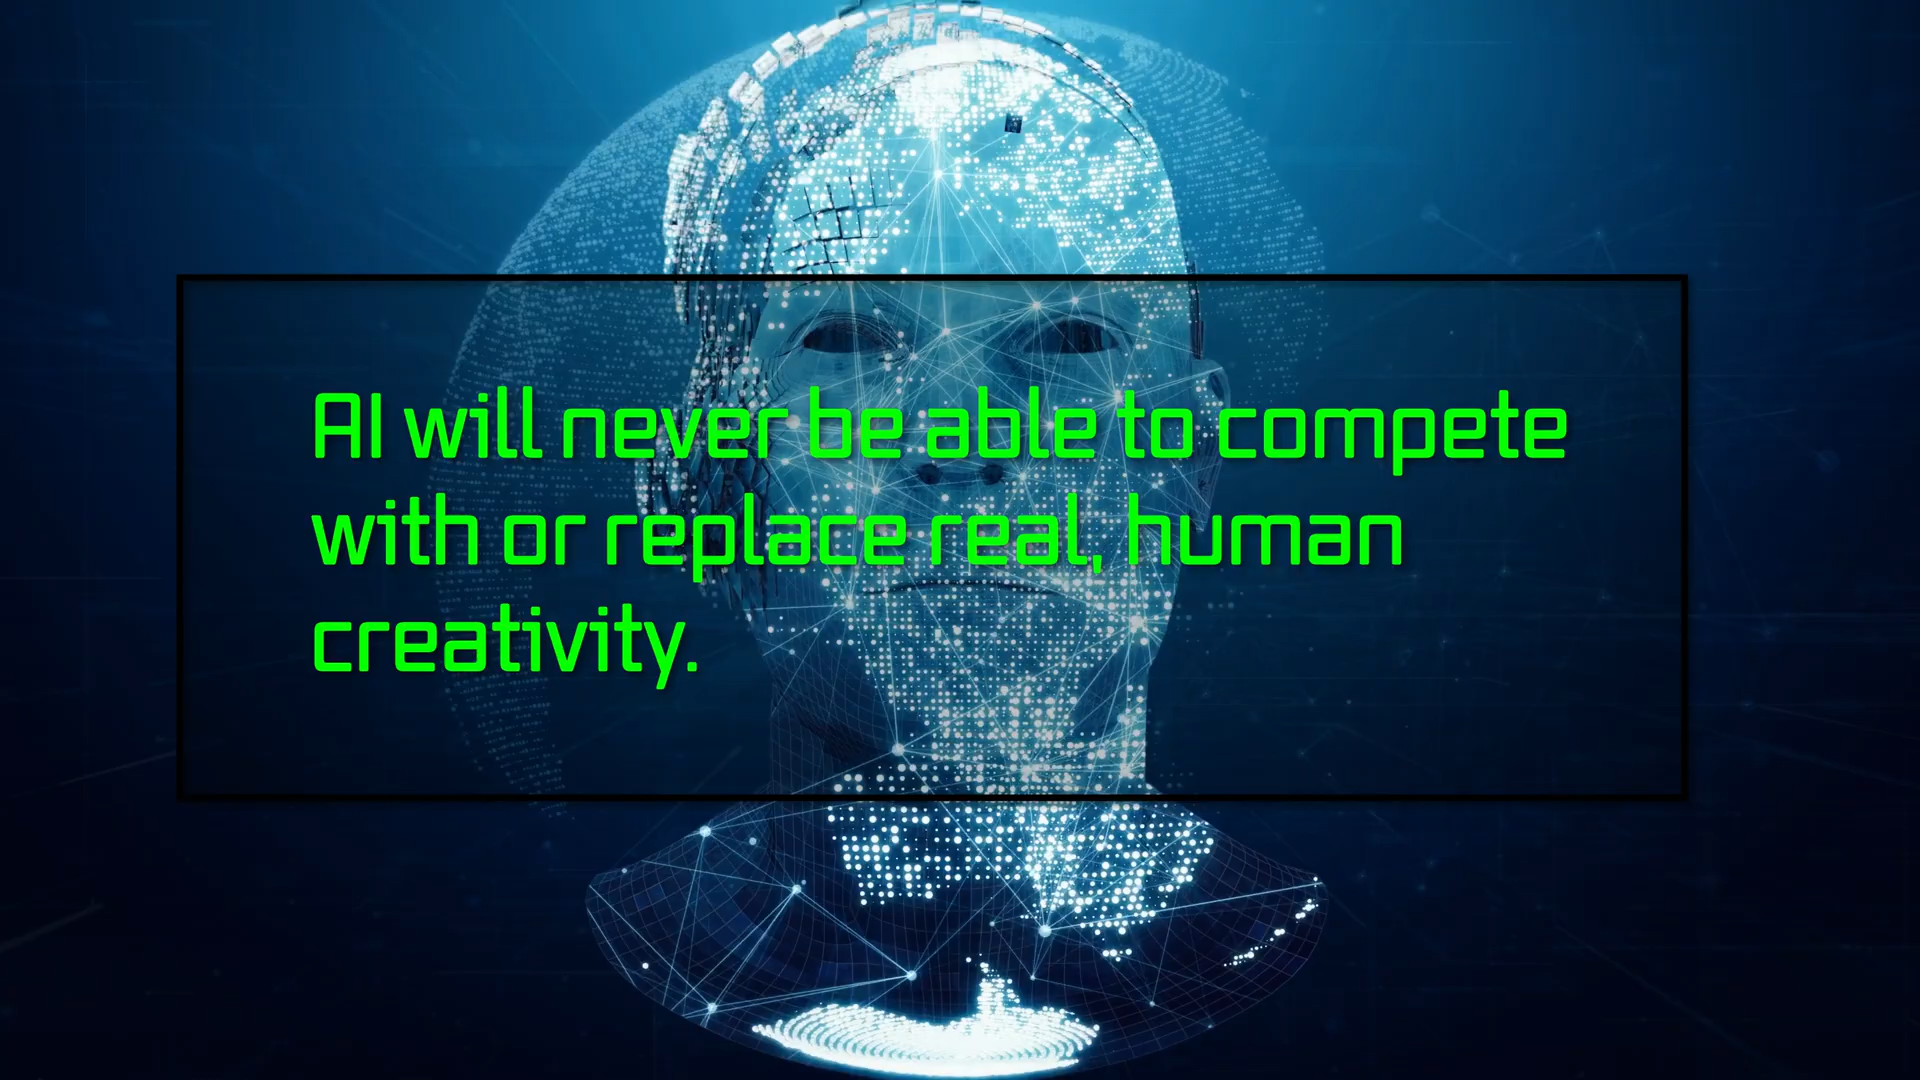 AI will never be able to compete
with or replace real, human
creativity.